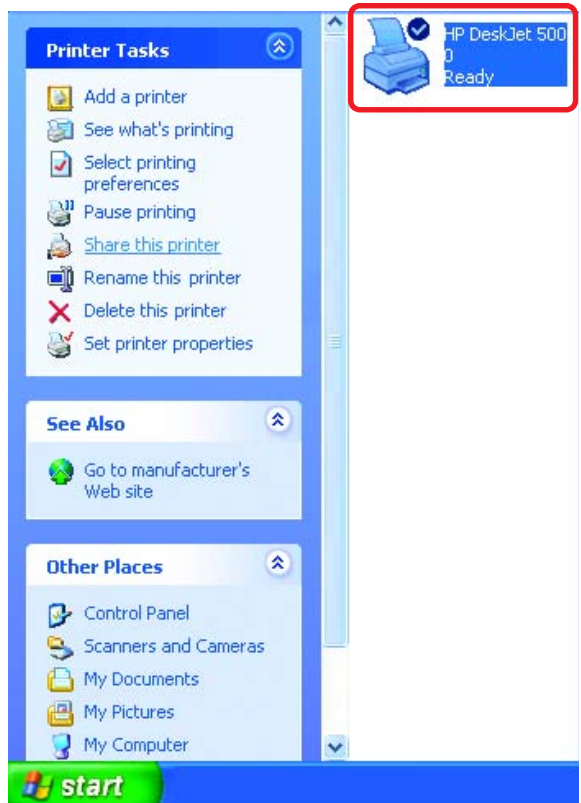 Printer Tasks
Add a printer
See what's printing
Select printing
preferences
Pause printing
Share this printer
Rename this printer
Delete this printer
Set printer properties
See Also
Go to manufacturer's
Web site
Other Places
Control Panel
Scanners and Cameras
My Documents
My Pictures
My Computer
HP DeskJet 500
0
Ready
start